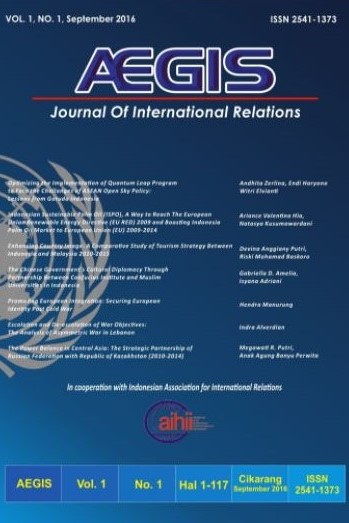 VOL. 1, NO. 1, September 2016
ISSN 2541-1373
AEGIS
Journal Of International Relations
Optimizing the Implementation of Quantum Leap Program
to Face the Challenges of ASEAN Open Sky Policy:
Lessons From Garuda Indonesia
Andhita Zerlina, Endi Haryono
Witri Elvianti
Indonesian Sustainable Palm Oil (ISPO), A Way to Reach The European
Union Renewable Energy Directive (EU RED) 2009 and Boosting Indonesia
Palm Oil Market to European Union (EU) 2009-2014
Ariance Valentina Hia,
Natasya Kusumawardani
Enhancing Country Image: A Comparative Study of Tourism Strategy Between
Indonesia and Malaysia 2010-2015
Devina Anggiany Putri,
Riski Mohamad Baskoro
The Chinese Government's Cultural Diplomacy Through
Partnership Between Confucius Institute and Muslim
Universities in Indonesia
Gabriella D. Amelia,
Isyana Adriani
Promoting European Integration: Securing European
Identity Post Cold War
Hendra Manurung
Escalation and De-escalation of War Objectives:
The Analysis of Asymmetric War in Lebanon
Indra Alverdian
The Power Balance in Central Asia: The Strategic Partnership of
Russian Federation with Republic of Kazakhstan (2010-2014)
Megawati R. Putri,
Anak Agung Banyu Perwita
In cooperation with Indonesian Association for International Relations
aihii
AEGIS
Vol. 1
No. 1
Hal 1-117
Cikarang
September 2016
ISSN
2541-1373